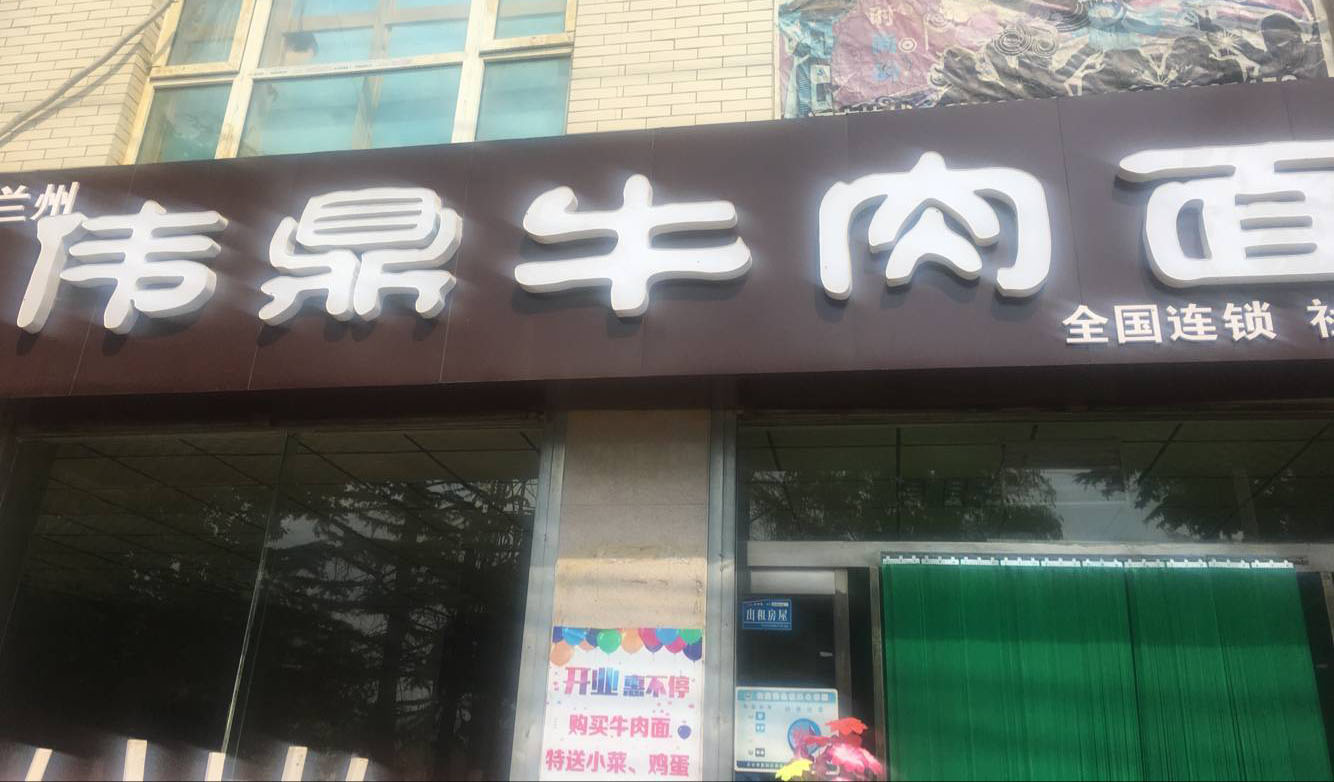 兰州
伟鼎牛肉面
全国连锁
出租房屋
开业惠不停
购买牛肉面
特送小菜、鸡蛋